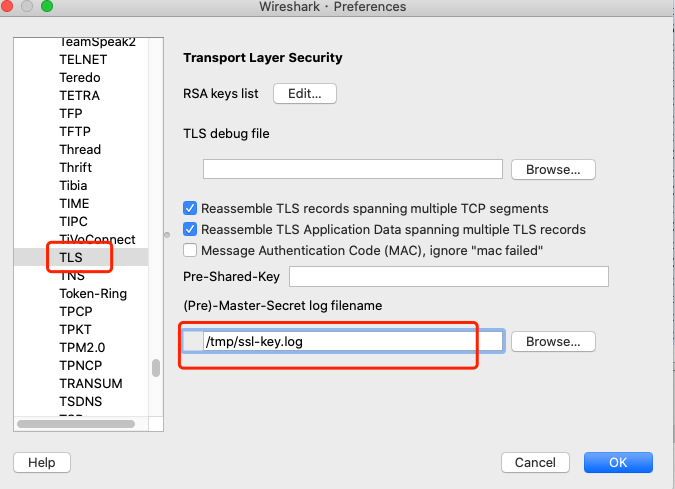 Wireshark · Preferences
TeamSpeak2
TELNET
Teredo
TETRA
TFP
TFTP
Thread
Thrift
Tibia
TIME
TIPC
TiVoConnect
TLS
TNS
Token-Ring
TPCP
TPKT
TPM2.0
TPNCP
TRANSUM
TSDNS
Transport Layer Security
RSA keys list
Edit...
TLS debug file
Browse...
Reassemble TLS records spanning multiple TCP segments
Reassemble TLS Application Data spanning multiple TLS records
Message Authentication Code (MAC), ignore "mac failed"
Pre-Shared-Key
(Pre)-Master-Secret log filename
/tmp/ssl-key.log
Browse...
Help
Cancel
OK